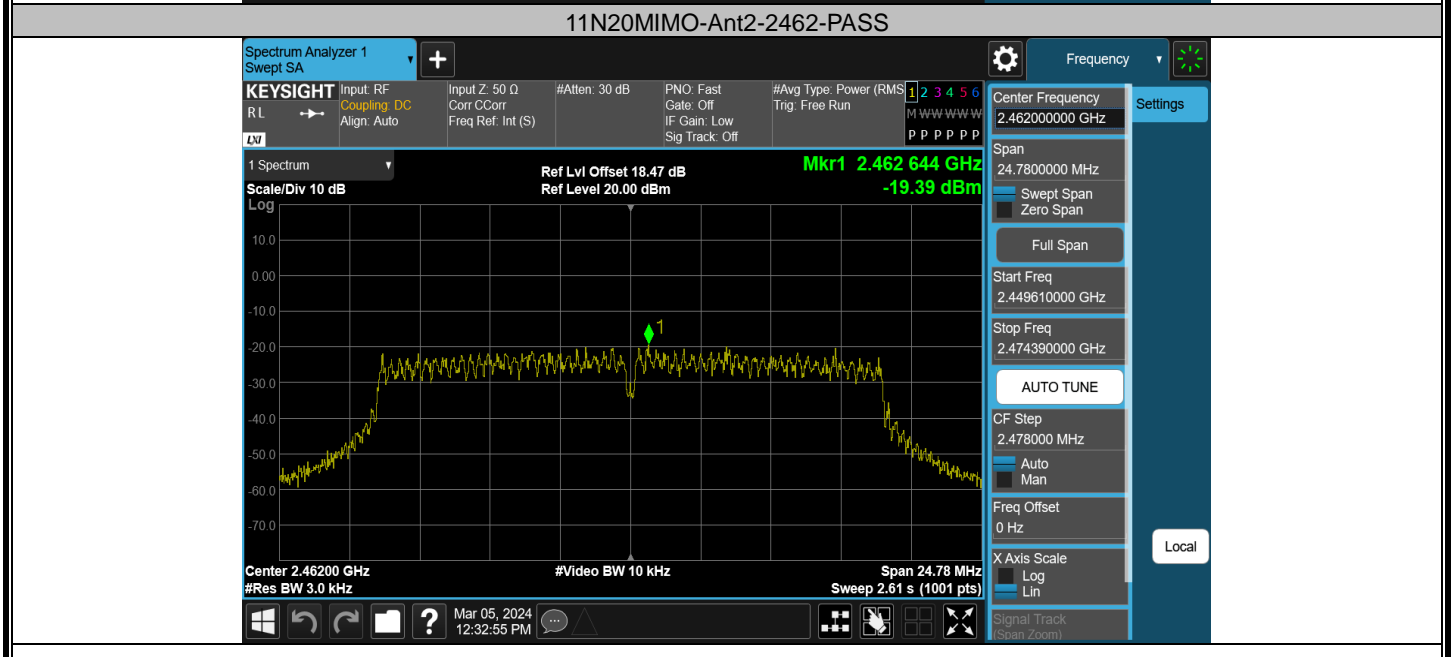 11N20MIMO-Ant2-2462-PASS
Spectrum Analyzer 1
Swept SA
+
Frequency
KEYSIGHT
RL
LXI
Input: RF
Coupling: DC
Align: Auto
Input Z: 50 Ω
Corr CCorr
Freq Ref: Int (S)
#Atten: 30 dB
PNO: Fast
Gate: Off
IF Gain: Low
Sig Track: Off
#Avg Type: Power (RMS
Trig: Free Run
1 2 3 4 5 6
M W W W W W
P P P P P P
Center Frequency
2.462000000 GHz
Settings
Span
24.7800000 MHz
Swept Span
Zero Span
Full Span
Start Freq
2.449610000 GHz
Stop Freq
2.474390000 GHz
AUTO TUNE
CF Step
2.478000 MHz
Auto
Man
Freq Offset
0 Hz
X Axis Scale
Log
Lin
Signal Track
(Span Zoom)
Local
1 Spectrum
Scale/Div 10 dB
Log
Ref Lvl Offset 18.47 dB
Ref Level 20.00 dBm
Mkr1 2.462 644 GHz
-19.39 dBm
10.0
0.00
-10.0
-20.0
-30.0
-40.0
-50.0
-60.0
-70.0
1
Center 2.46200 GHz
#Res BW 3.0 kHz
#Video BW 10 kHz
Span 24.78 MHz
Sweep 2.61 s (1001 pts)
?
Mar 05, 2024
12:32:55 PM